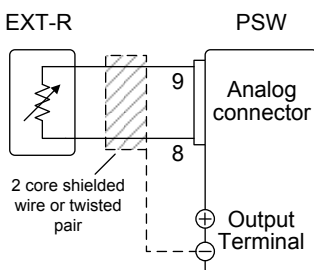 EXT-R
PSW
9
Analog
connector
8
2 core shielded
wire or twisted
pair
+
Output
Terminal
-